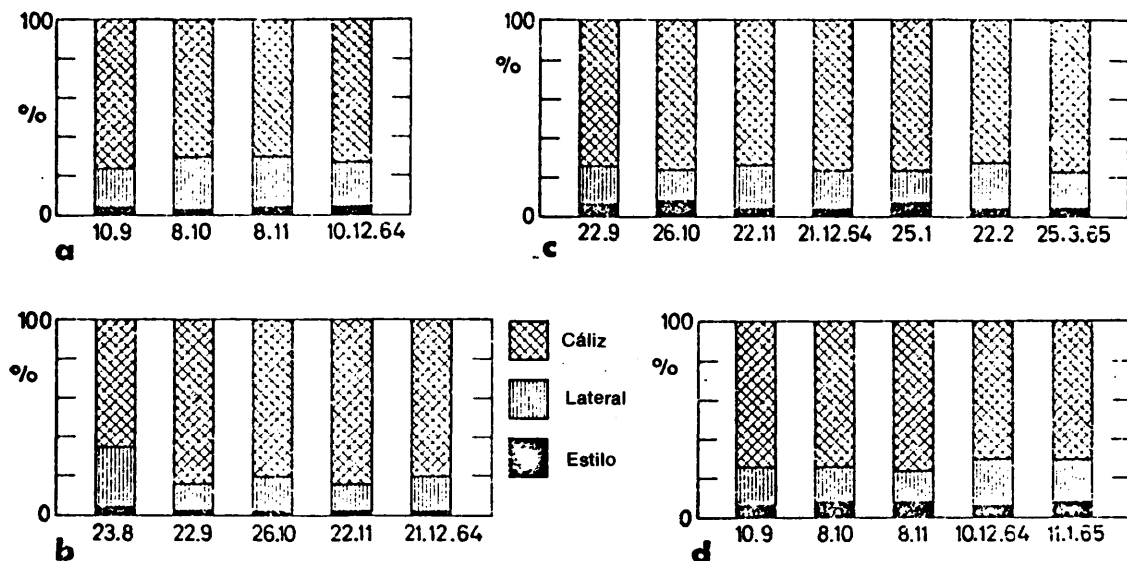 100
%
0
10.9 8.10 8.11 10.12.64
a
100
%
0
22.9 26.10 22.11 21.12.64 25.1 22.2 25.3.65
c
100
%
0
23.8 22.9 26.10 22.11 21.12.64
b
Cáliz
Lateral
Estilo
100
%
0
10.9 8.10 8.11 10.12.64 11.1.65
d